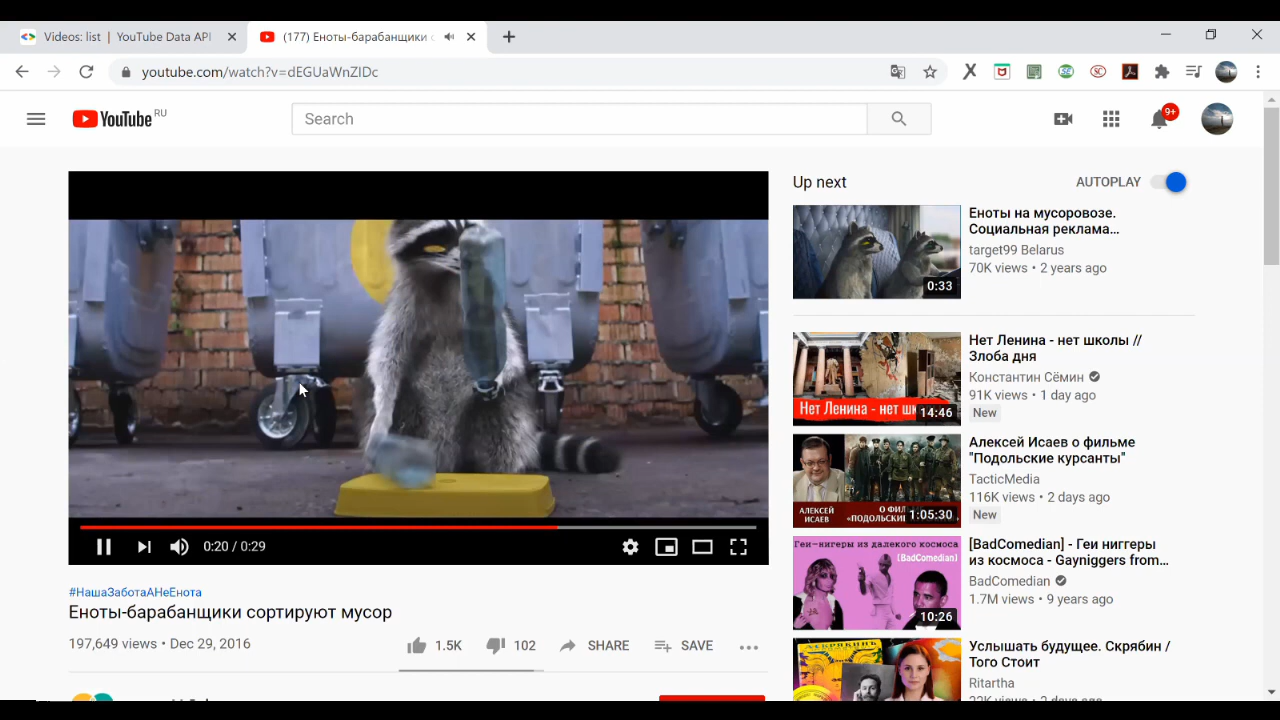 Videos: list | YouTube Data API
(177) Еноты-барабанщики с
youtube.com/watch?v=dEGUaWnZIDc
YouTube RU
Search
9+
Up next
AUTOPLAY
Еноты на мусоровозе.
Социальная реклама...
target99 Belarus
70K views • 2 years ago
0:33
Нет Ленина - нет школы //
Злоба дня
Константин Сёмин
91K views • 1 day ago
New
Нет Ленина - нет шк
14:46
Алексей Исаев о фильме
"Подольские курсанты"
TacticMedia
116K views • 2 days ago
New
АЛЕКСЕЙ
ИСАЕВ
О ФИЛ
«ПОДОЛЬСКИЕ КУРС
1:05:30
Геи-нигеры из далекого космоса
[BadComedian]
10:26
[BadComedian] - Геи ниггеры
из космоса - Gayniggers from...
BadComedian
1.7M views • 9 years ago
Услышать будущее. Скрябин /
Того Стоит
Ritartha
0:20 / 0:29
#НашаЗаботаАНеЕнота
Еноты-барабанщики сортируют мусор
197,649 views • Dec 29, 2016
1.5K
102
SHARE
SAVE